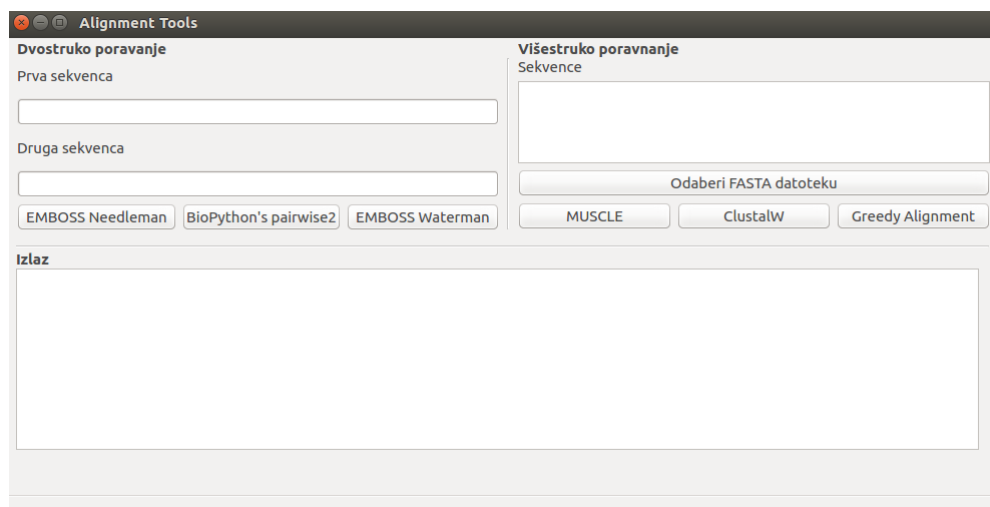 Alignment Tools
Dvostruko poravanje
Prva sekvenca
Druga sekvenca
EMBOSS Needleman BioPython's pairwise2 EMBOSS Waterman
Višestruko poravnanje
Sekvence
Odaberi FASTA datoteku
MUSCLE ClustalW Greedy Alignment
Izlaz